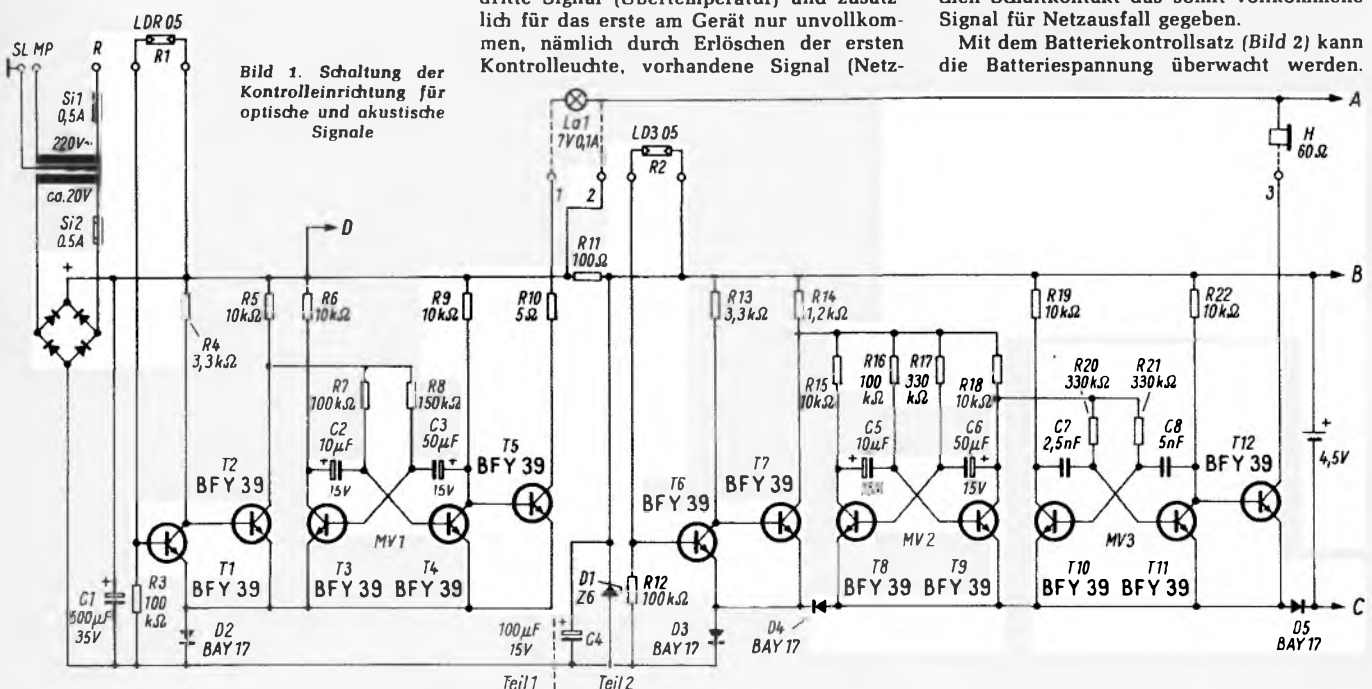 dritte Signal (Übertemperatur) und zusätz-
lich für das erste am Gerät nur unvollkom-
men, nämlich durch Erlöschen der ersten
Kontrolleuchte, vorhandene Signal (Netz-
Signal für Netzausfall gegeben.
Mit dem Batteriekontrollsatz (Bild 2) kann
die Batteriespannung überwacht werden.
Bild 1. Schaltung der
Kontrolleinrichtung für
optische und akustische
Signale
SL MP R
LDR 05
R1
Si1
0,5A
220V~
ca. 20V
Si2
0.5A
+
D
La1
7V 0,1A
1
2
LD3 05
R2
A
H
60Ω
3
R11
100Ω
B
R4
3,3kΩ
R5
10kΩ
R6
10kΩ
R9
10kΩ
R10
5Ω
R13
3,3kΩ
R14
1,2kΩ
R19
10kΩ
R22
10kΩ
R7
100kΩ
R8
150kΩ
C2
10µF
+
15V
C3
50µF
+
15V
R15
10kΩ
R16
100
kΩ
R17
330
kΩ
R18
10kΩ
R20
330kΩ
R21
330kΩ
C5
10µF
+
C6
50µF
+
15V
C7
2,5nF
C8
5nF
+
4,5V
T2
BFY 39
T5
BFY 39
T6
BFY 39
T7
BFY 39
T12
BFY 39
MV1
MV2
MV3
T1
BFY 39
T3
BFY 39
T4
BFY 39
T8
BFY 39
T9
BFY 39
T10
BFY 39
T11
BFY 39
C1
500µF
35V
+
R3
100
kΩ
D2
BAY 17
100µF
15V
+
C4
D1
Z6
R12
100kΩ
D3
BAY 17
D4
BAY 17
D5
BAY 17
C
Teil 1
Teil 2